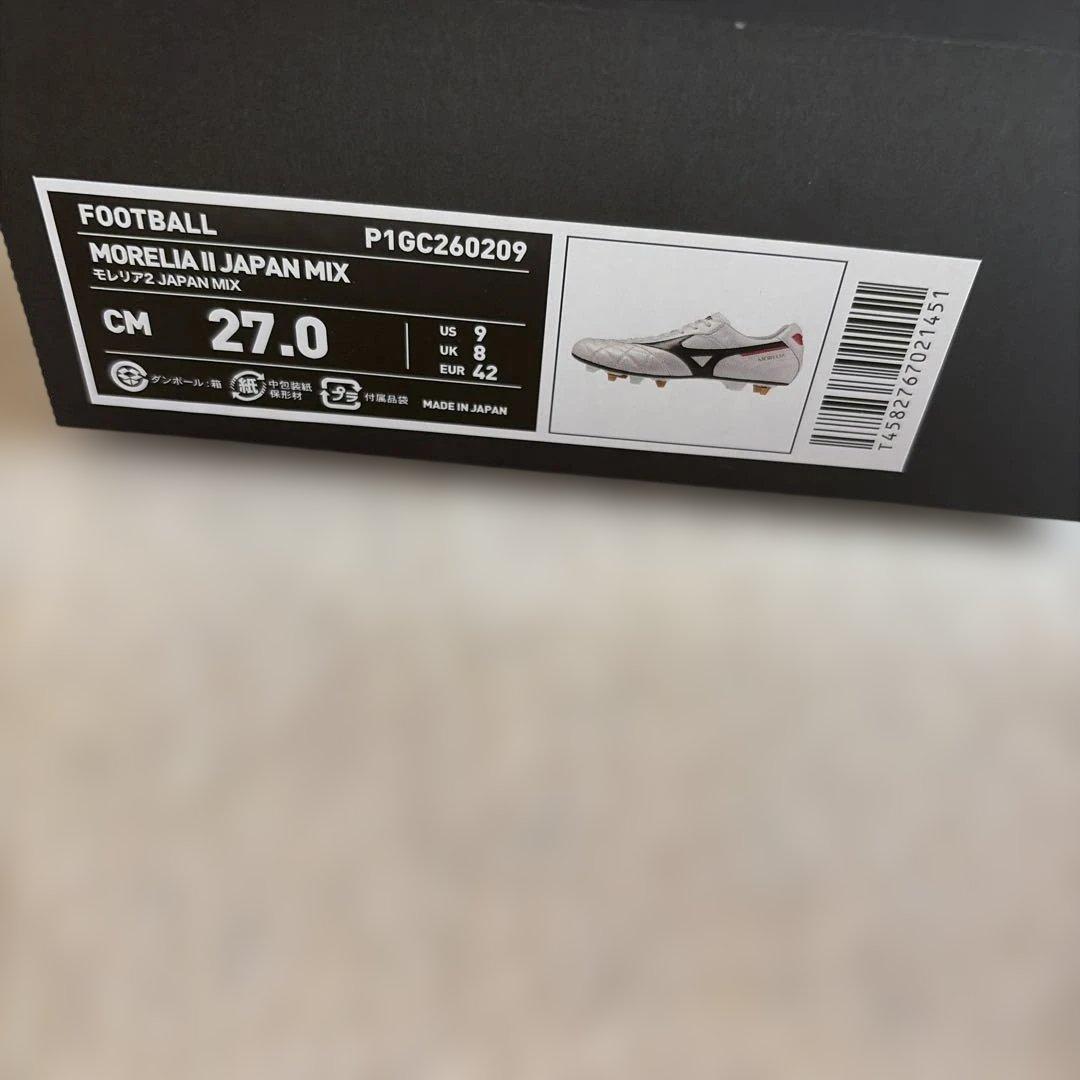 FOOTBALL
P1GC260209
MORELIA II JAPAN MIX
モレリア2 JAPAN MIX
CM 27.0
US 9
UK 8
EUR 42
ダンボール:箱
紙 中包装紙
保形材
プラ 付属品袋
MADE IN JAPAN
MORELIA
T4582767021451